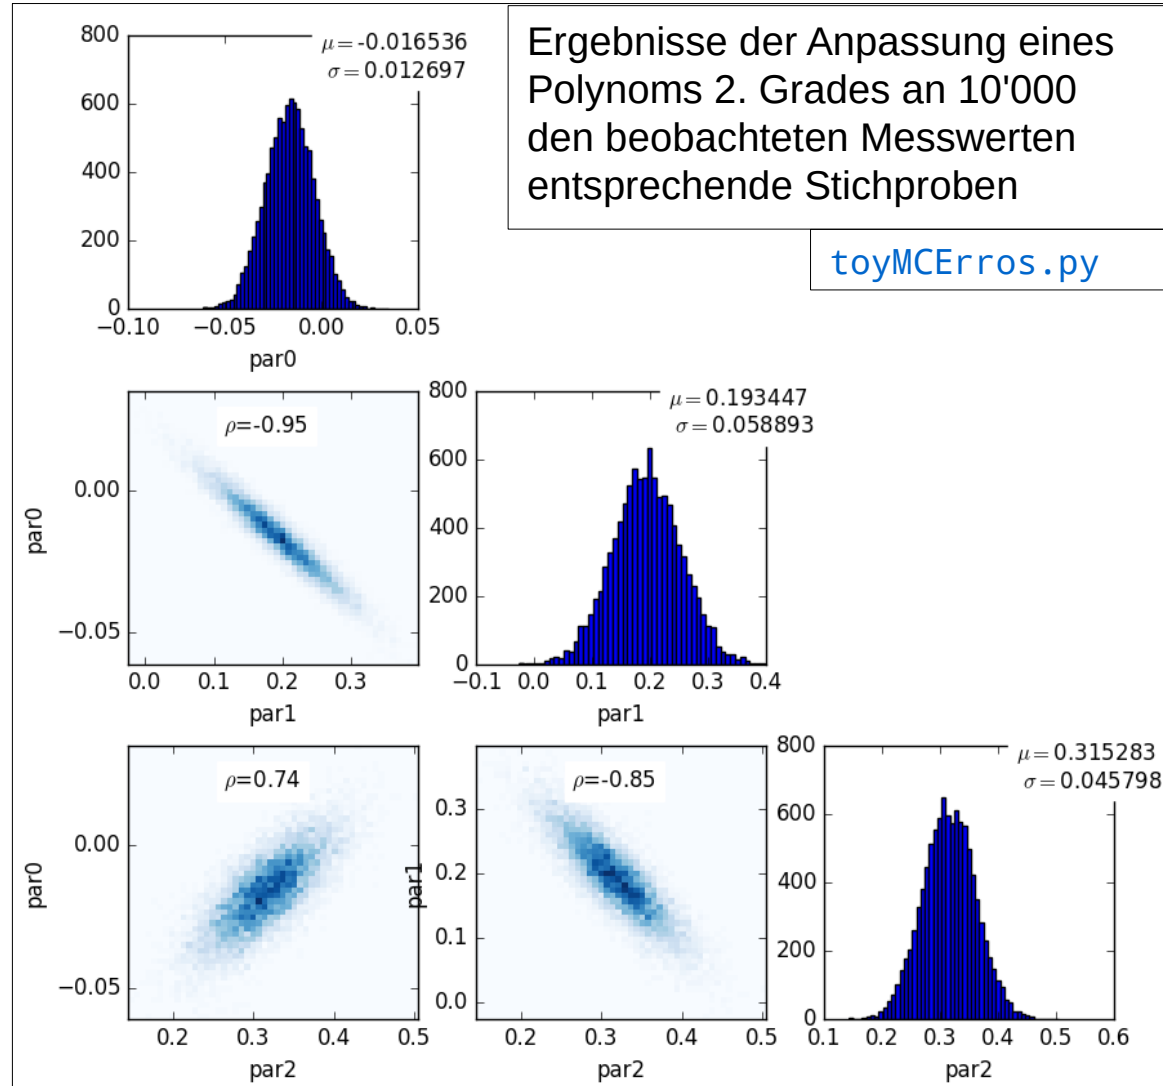 800
600
400
200
0
−0.10
−0.05
0.00
0.05
par0
μ=-0.016536
σ=0.012697
Ergebnisse der Anpassung eines
Polynoms 2. Grades an 10'000
den beobachteten Messwerten
entsprechende Stichproben
toyMCErros.py
ρ=-0.95
0.00
−0.05
par0
0.0
0.1
0.2
0.3
par1
800
600
400
200
0
−0.1
0.0
0.1
0.2
0.3
0.4
par1
μ=0.193447
σ=0.058893
ρ=0.74
0.00
−0.05
par0
0.2
0.3
0.4
0.5
par2
ρ=-0.85
0.3
0.2
0.1
0.0
par1
0.2
0.3
0.4
0.5
par2
800
600
400
200
0
0.1
0.2
0.3
0.4
0.5
0.6
par2
μ=0.315283
σ=0.045798